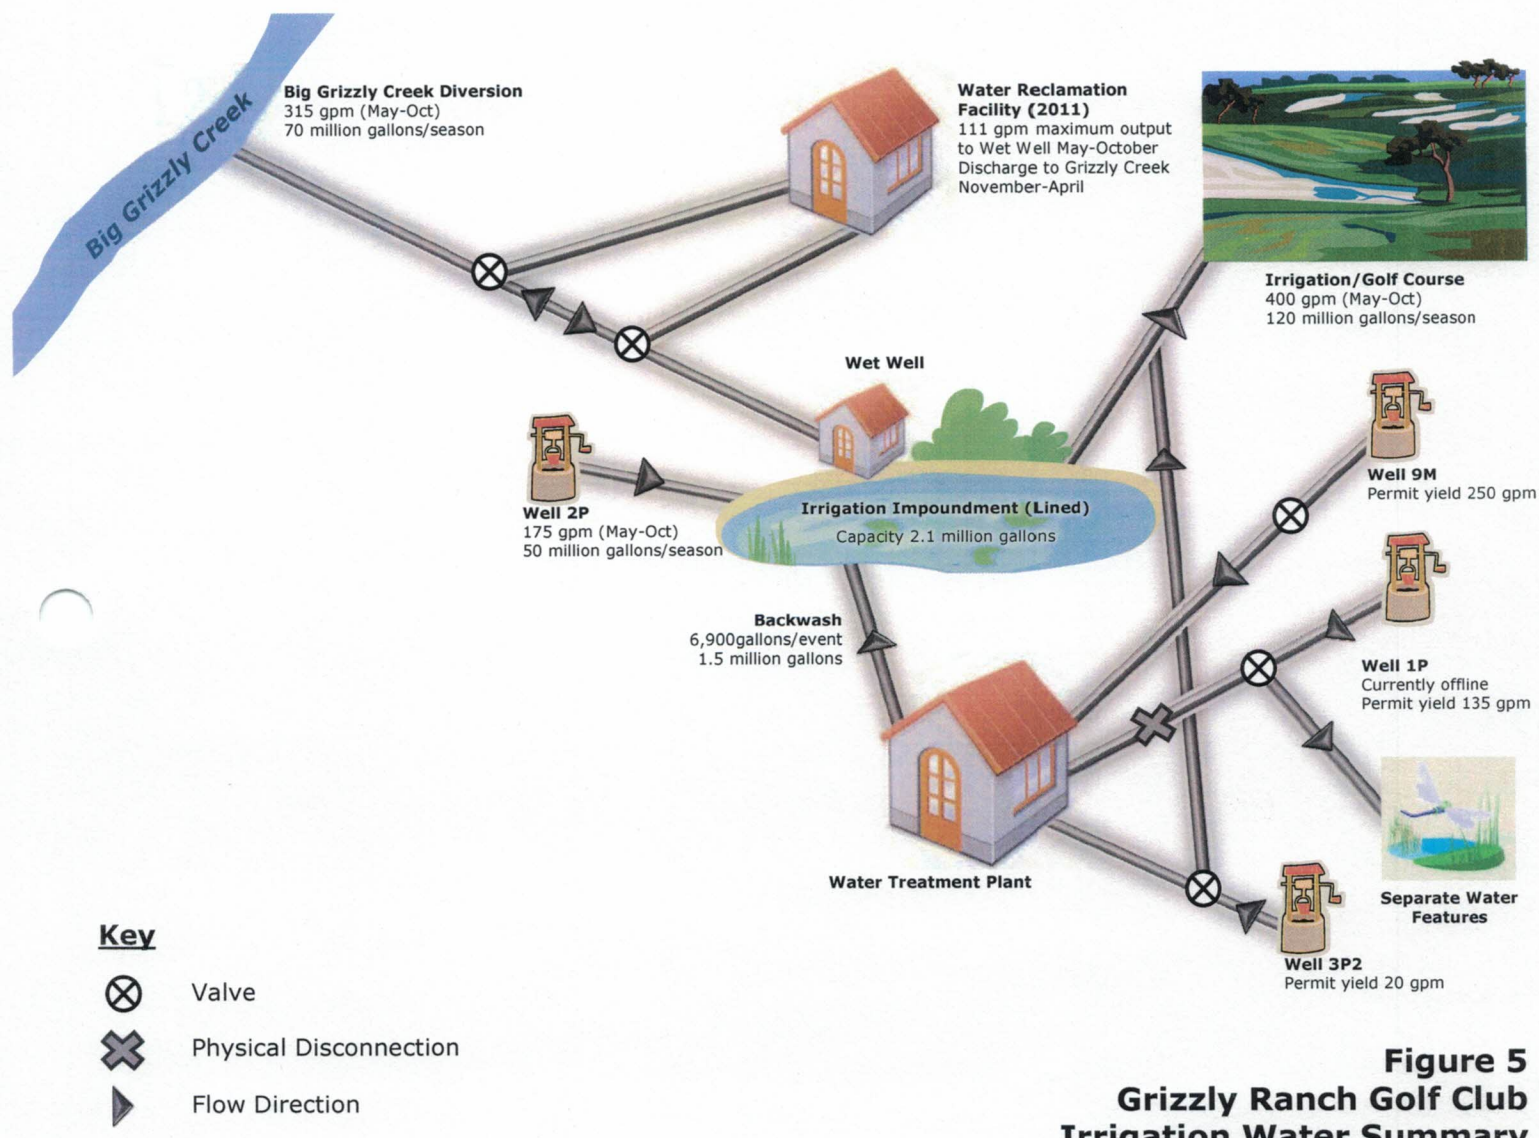 Big Grizzly Creek
Big Grizzly Creek Diversion
315 gpm (May-Oct)
70 million gallons/season
Water Reclamation
Facility (2011)
111 gpm maximum output
to Wet Well May-October
Discharge to Grizzly Creek
November-April
Irrigation/Golf Course
400 gpm (May-Oct)
120 million gallons/season
Wet Well
Well 9M
Permit yield 250 gpm
Well 2P
175 gpm (May-Oct)
50 million gallons/season
Irrigation Impoundment (Lined)
Capacity 2.1 million gallons
Backwash
6,900gallons/event
1.5 million gallons
Well 1P
Currently offline
Permit yield 135 gpm
Water Treatment Plant
Separate Water
Features
Well 3P2
Permit yield 20 gpm
Key
Valve
Physical Disconnection
Flow Direction
Figure 5
Grizzly Ranch Golf Club
Irrigation Water Summary